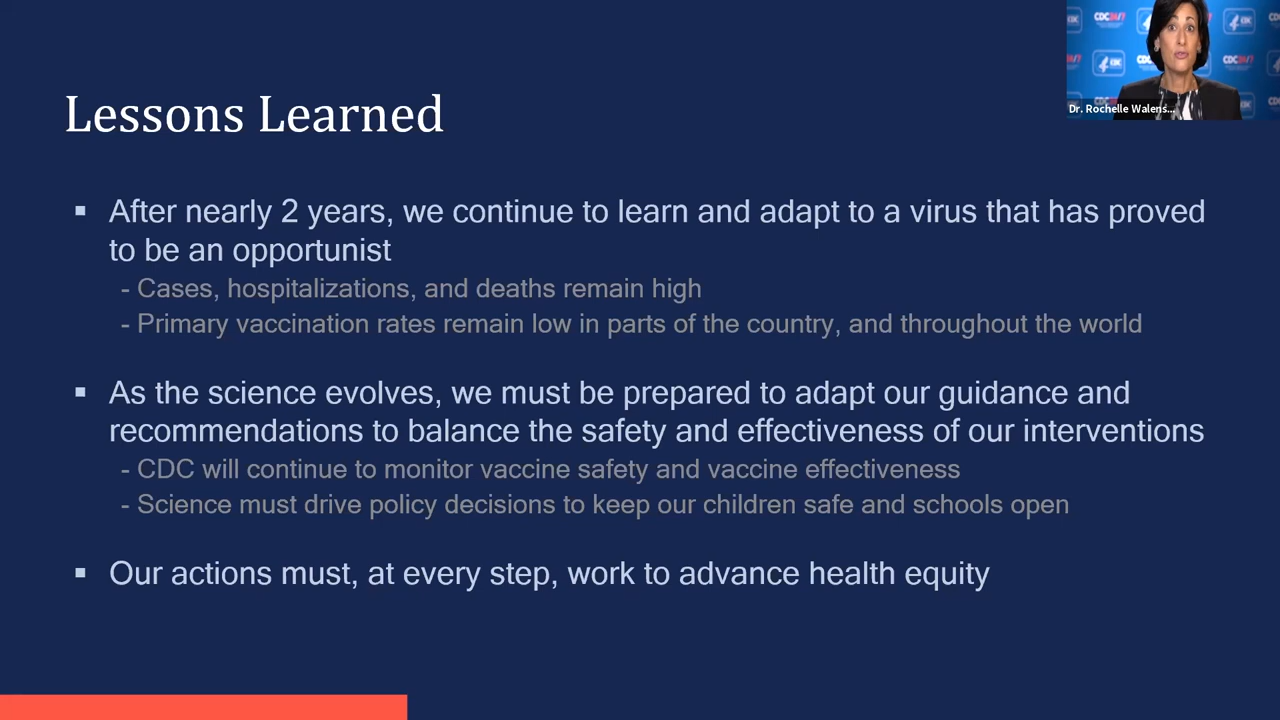 CDC 24/7
Dr. Rochelle Walens...
Lessons Learned
▪ After nearly 2 years, we continue to learn and adapt to a virus that has proved
to be an opportunist
- Cases, hospitalizations, and deaths remain high
- Primary vaccination rates remain low in parts of the country, and throughout the world
▪ As the science evolves, we must be prepared to adapt our guidance and
recommendations to balance the safety and effectiveness of our interventions
- CDC will continue to monitor vaccine safety and vaccine effectiveness
- Science must drive policy decisions to keep our children safe and schools open
▪ Our actions must, at every step, work to advance health equity